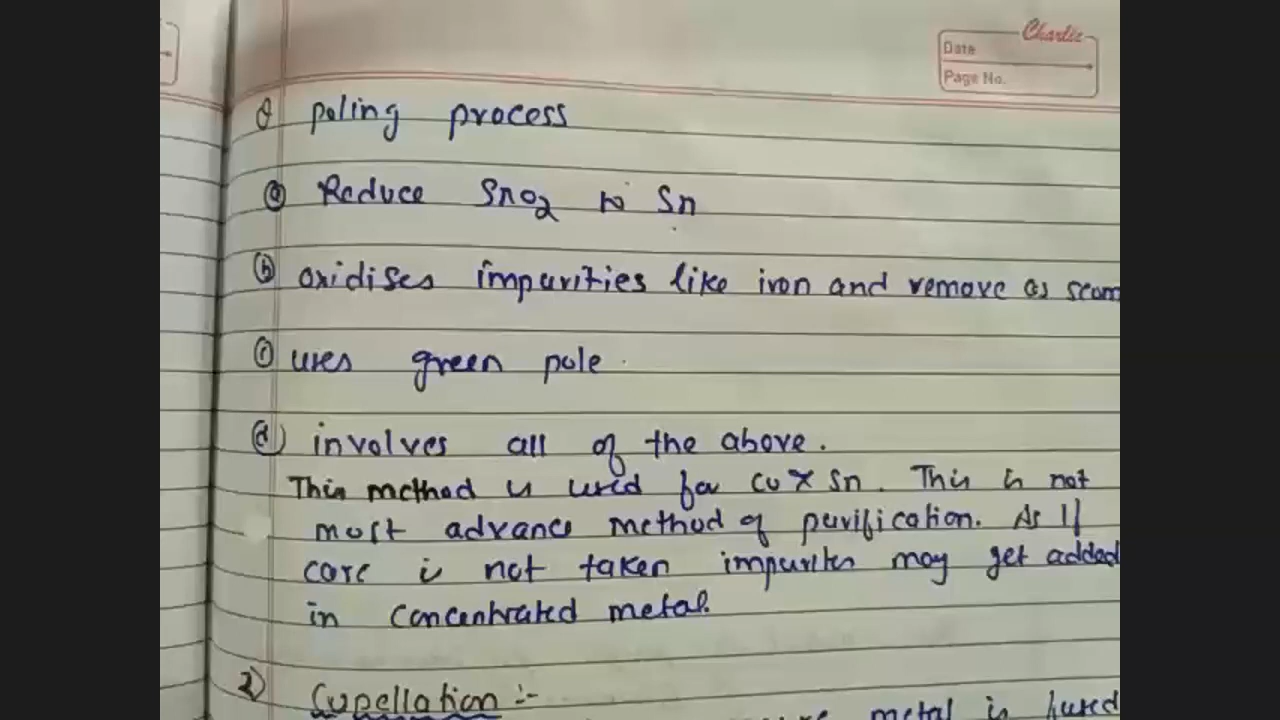 Charlie
Date
Page No.
Q poling process
(a) Reduce SnO2 to Sn
(b) oxidises impurities like iron and remove as scum
(c) uses green pole.
(d) involves all of the above.
This method is used for Cu & Sn. This is not
most advance method of purification. As If
care is not taken impurites may get added
in concentrated metal.
2) Cupellation :-
metal is